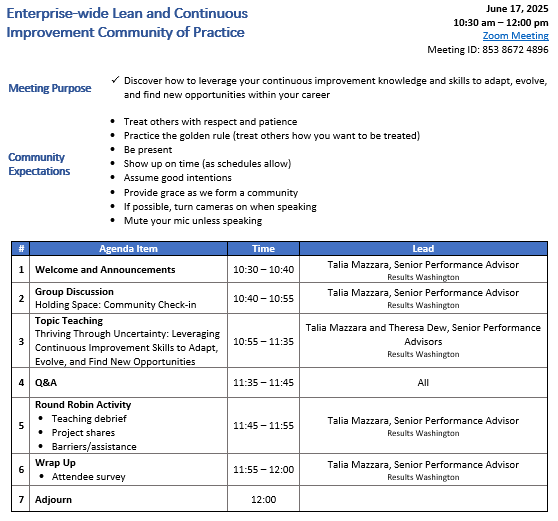 Enterprise-wide Lean and Continuous
Improvement Community of Practice
June 17, 2025
10:30 am – 12:00 pm
Zoom Meeting
Meeting ID: 853 8672 4896
Meeting Purpose
✓ Discover how to leverage your continuous improvement knowledge and skills to adapt, evolve,
and find new opportunities within your career
Community
Expectations
• Treat others with respect and patience
• Practice the golden rule (treat others how you want to be treated)
• Be present
• Show up on time (as schedules allow)
• Assume good intentions
• Provide grace as we form a community
• If possible, turn cameras on when speaking
• Mute your mic unless speaking
# Agenda Item Time Lead
1 Welcome and Announcements 10:30 – 10:40 Talia Mazzara, Senior Performance Advisor
Results Washington
2 Group Discussion
Holding Space: Community Check-in
10:40 – 10:55
Talia Mazzara, Senior Performance Advisor
Results Washington
3 Topic Teaching
Thriving Through Uncertainty: Leveraging
Continuous Improvement Skills to Adapt,
Evolve, and Find New Opportunities
10:55 – 11:35
Talia Mazzara and Theresa Dew, Senior Performance
Advisors
Results Washington
4 Q&A 11:35 – 11:45 All
5 Round Robin Activity
• Teaching debrief
• Project shares
• Barriers/assistance
11:45 – 11:55
Talia Mazzara, Senior Performance Advisor
Results Washington
6 Wrap Up
• Attendee survey
11:55 – 12:00
Talia Mazzara, Senior Performance Advisor
Results Washington
7 Adjourn 12:00